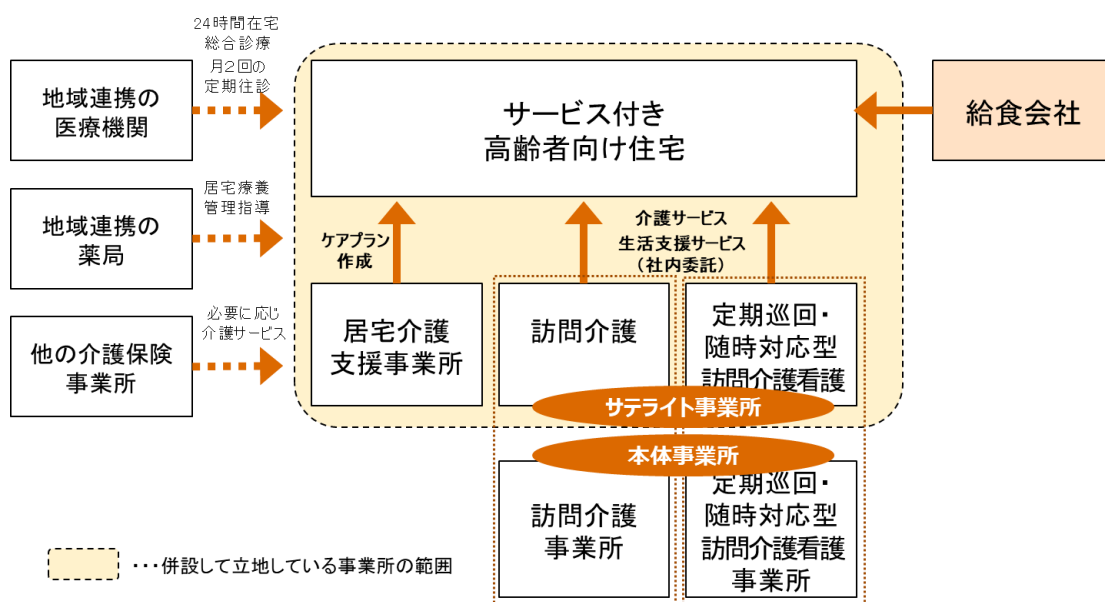 24時間在宅
総合診療
月2回の
定期往診
地域連携の
医療機関
サービス付き
高齢者向け住宅
給食会社
居宅療養
管理指導
地域連携の
薬局
ケアプラン
作成
介護サービス
生活支援サービス
（社内委託）
必要に応じ
介護サービス
他の介護保険
事業所
居宅介護
支援事業所
訪問介護
定期巡回・
随時対応型
訪問介護看護
サテライト事業所
本体事業所
訪問介護
事業所
定期巡回・
随時対応型
訪問介護看護
事業所
・・・併設して立地している事業所の範囲